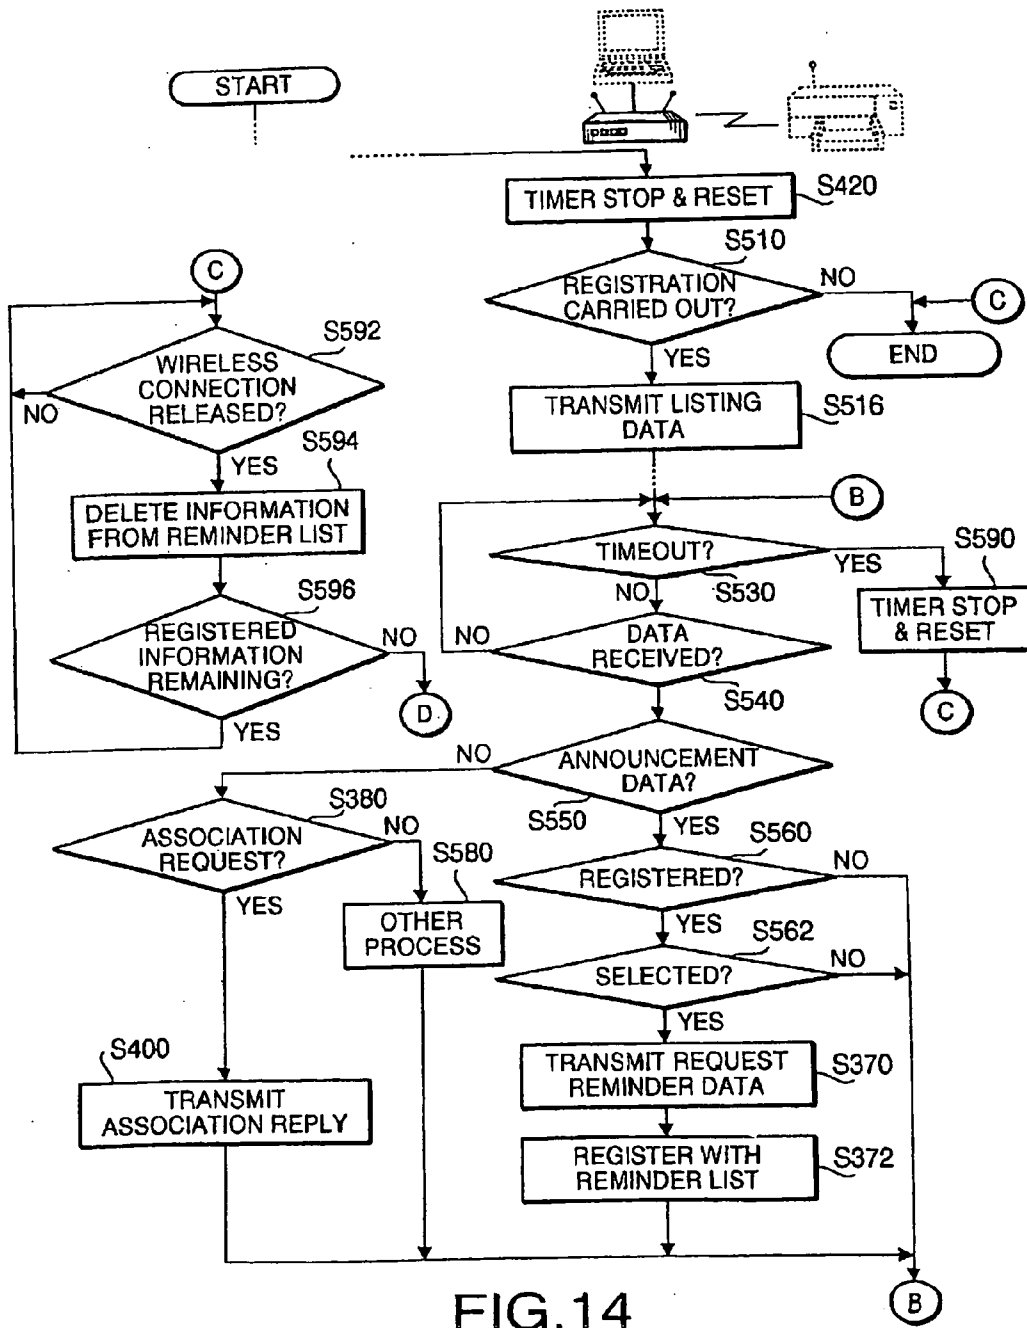 START
TIMER STOP & RESET
S420
S510
REGISTRATION
CARRIED OUT?
NO
C
END
YES
TRANSMIT LISTING
DATA
S516
B
TIMEOUT?
YES
S530
NO
S590
TIMER STOP
& RESET
C
NO
DATA
RECEIVED?
S540
C
S592
WIRELESS
CONNECTION
RELEASED?
NO
YES
S594
DELETE INFORMATION
FROM REMINDER LIST
S596
REGISTERED
INFORMATION
REMAINING?
NO
D
YES
NO
ANNOUNCEMENT
DATA?
S550
YES
S380
ASSOCIATION
REQUEST?
NO
YES
S580
OTHER
PROCESS
S560
REGISTERED?
NO
YES
S562
SELECTED?
NO
YES
S400
TRANSMIT
ASSOCIATION REPLY
TRANSMIT REQUEST
REMINDER DATA
S370
REGISTER WITH
REMINDER LIST
S372
B
FIG.14